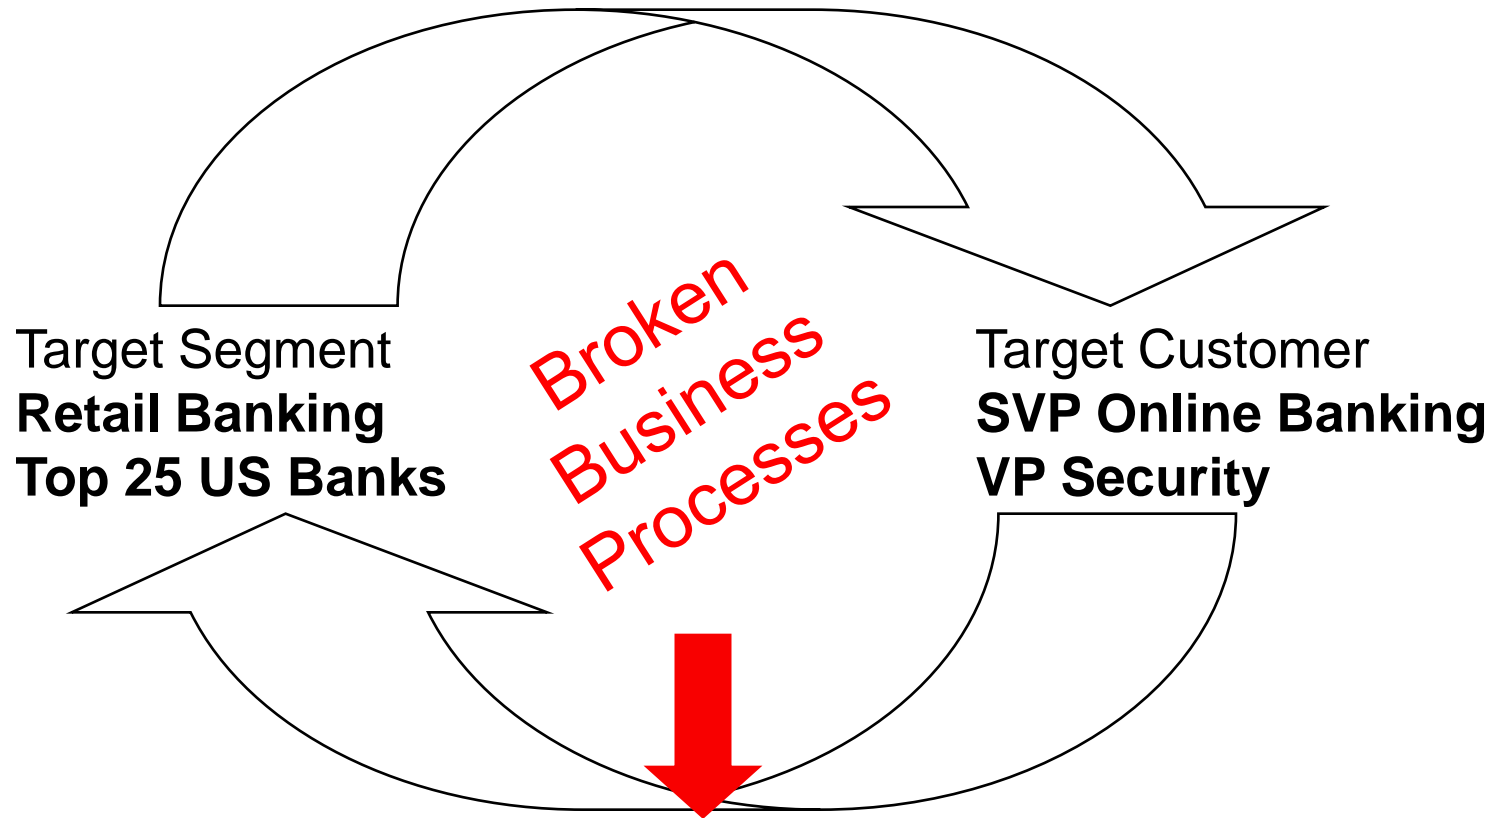 Target Segment
Retail Banking
Top 25 US Banks
Broken
Business
Processes
Target Customer
SVP Online Banking
VP Security